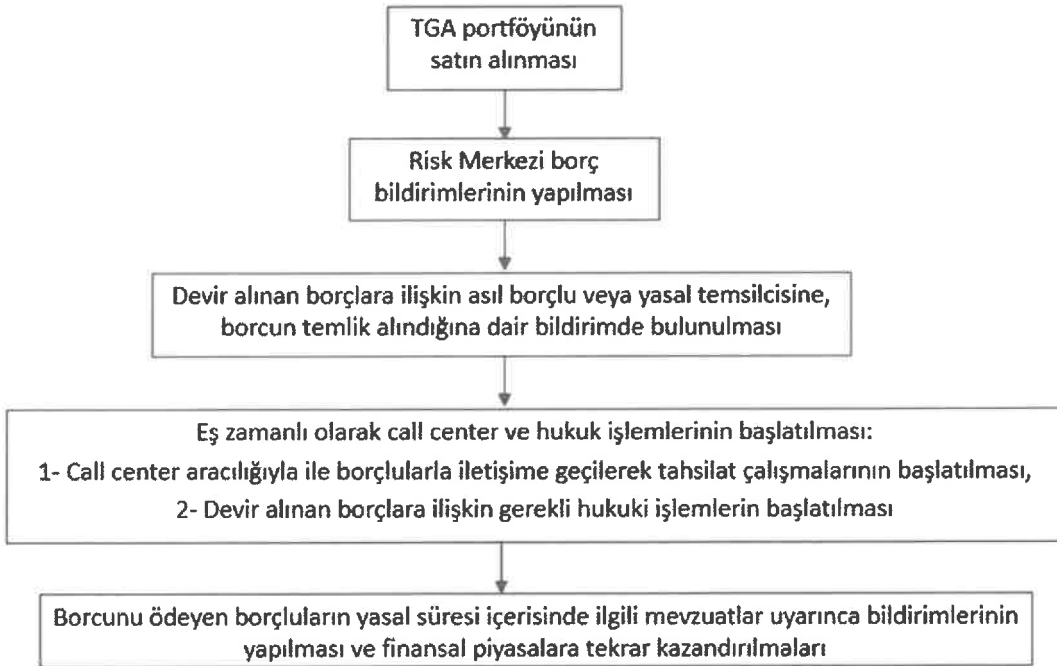 TGA portföyünün
satın alınması
Risk Merkezi borç
bildirimlerinin yapılması
Devir alınan borçlara ilişkin asıl borçlu veya yasal temsilcisine,
borcun temlik alındığına dair bildirimde bulunulması
Eş zamanlı olarak call center ve hukuk işlemlerinin başlatılması:
1- Call center aracılığıyla ile borçlularla iletişime geçilerek tahsilat çalışmalarının başlatılması,
2- Devir alınan borçlara ilişkin gerekli hukuki işlemlerin başlatılması
Borcunu ödeyen borçluların yasal süresi içerisinde ilgili mevzuatlar uyarınca bildirimlerinin
yapılması ve finansal piyasalara tekrar kazandırılmaları